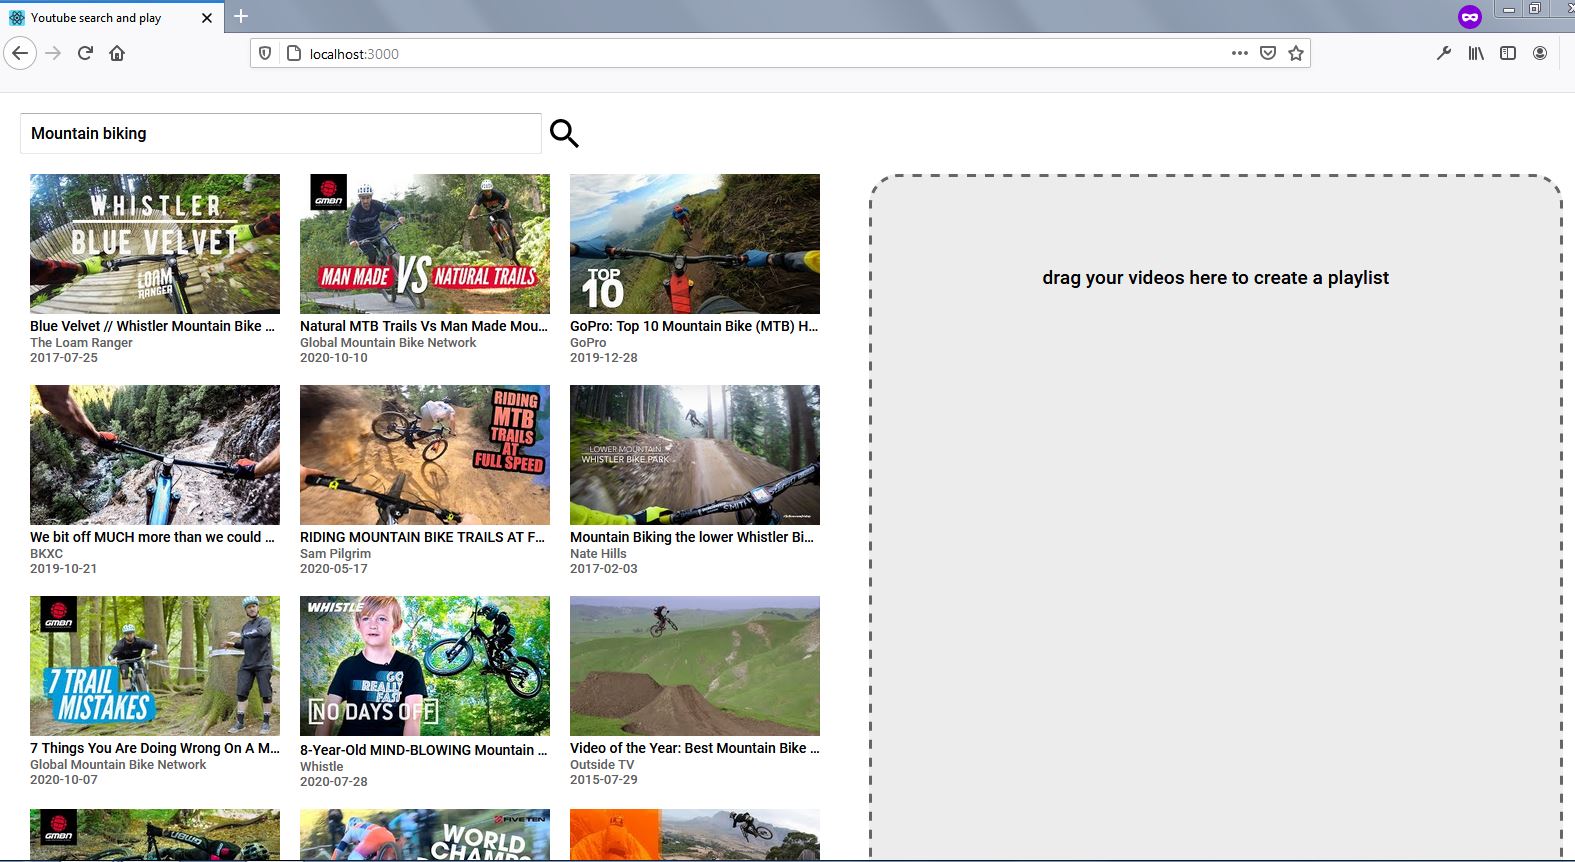 Youtube search and play
localhost:3000
Mountain biking
WHISTLER
BLUE VELVET
LOAM
RANGER
Blue Velvet // Whistler Mountain Bike ...
The Loam Ranger
2017-07-25
GMBN
MAN MADE VS NATURAL TRAILS
Natural MTB Trails Vs Man Made Mou...
Global Mountain Bike Network
2020-10-10
TOP
10
GoPro: Top 10 Mountain Bike (MTB) H...
GoPro
2019-12-28
drag your videos here to create a playlist
We bit off MUCH more than we could ...
BKXC
2019-10-21
RIDING
MTB
TRAILS
AT
FULL SPEED
RIDING MOUNTAIN BIKE TRAILS AT F...
Sam Pilgrim
2020-05-17
LOWER MOUNTAIN
WHISTLER BIKE PARK
Mountain Biking the lower Whistler Bi...
Nate Hills
2017-02-03
GMBN
7 TRAIL
MISTAKES
7 Things You Are Doing Wrong On A M...
Global Mountain Bike Network
2020-10-07
WHISTLE
GO
REALLY
FAST
NO DAYS OFF
8-Year-Old MIND-BLOWING Mountain ...
Whistle
2020-07-28
Video of the Year: Best Mountain Bike ...
Outside TV
2015-07-29
GMBN
FIVE TEN
WORLD
CHAMPS